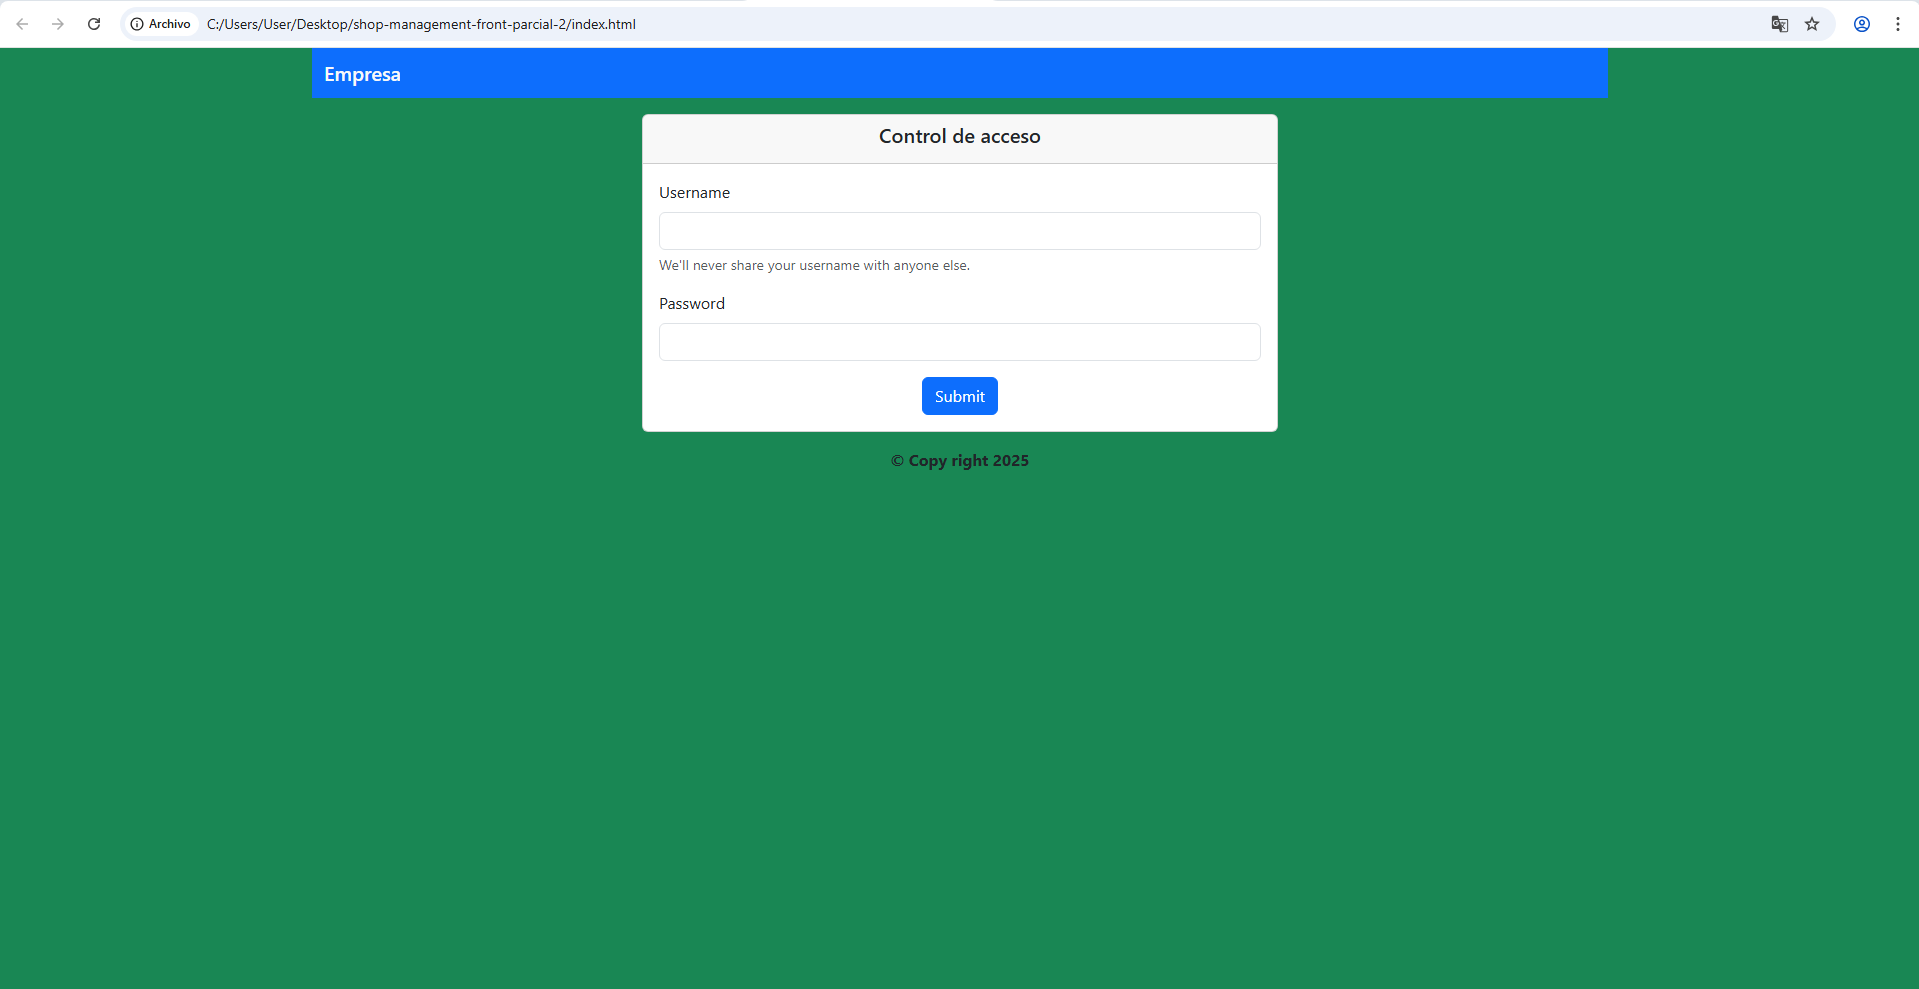 Archivo C:/Users/User/Desktop/shop-management-front-parcial-2/index.html
Empresa
Control de acceso
Username
We'll never share your username with anyone else.
Password
Submit
© Copy right 2025